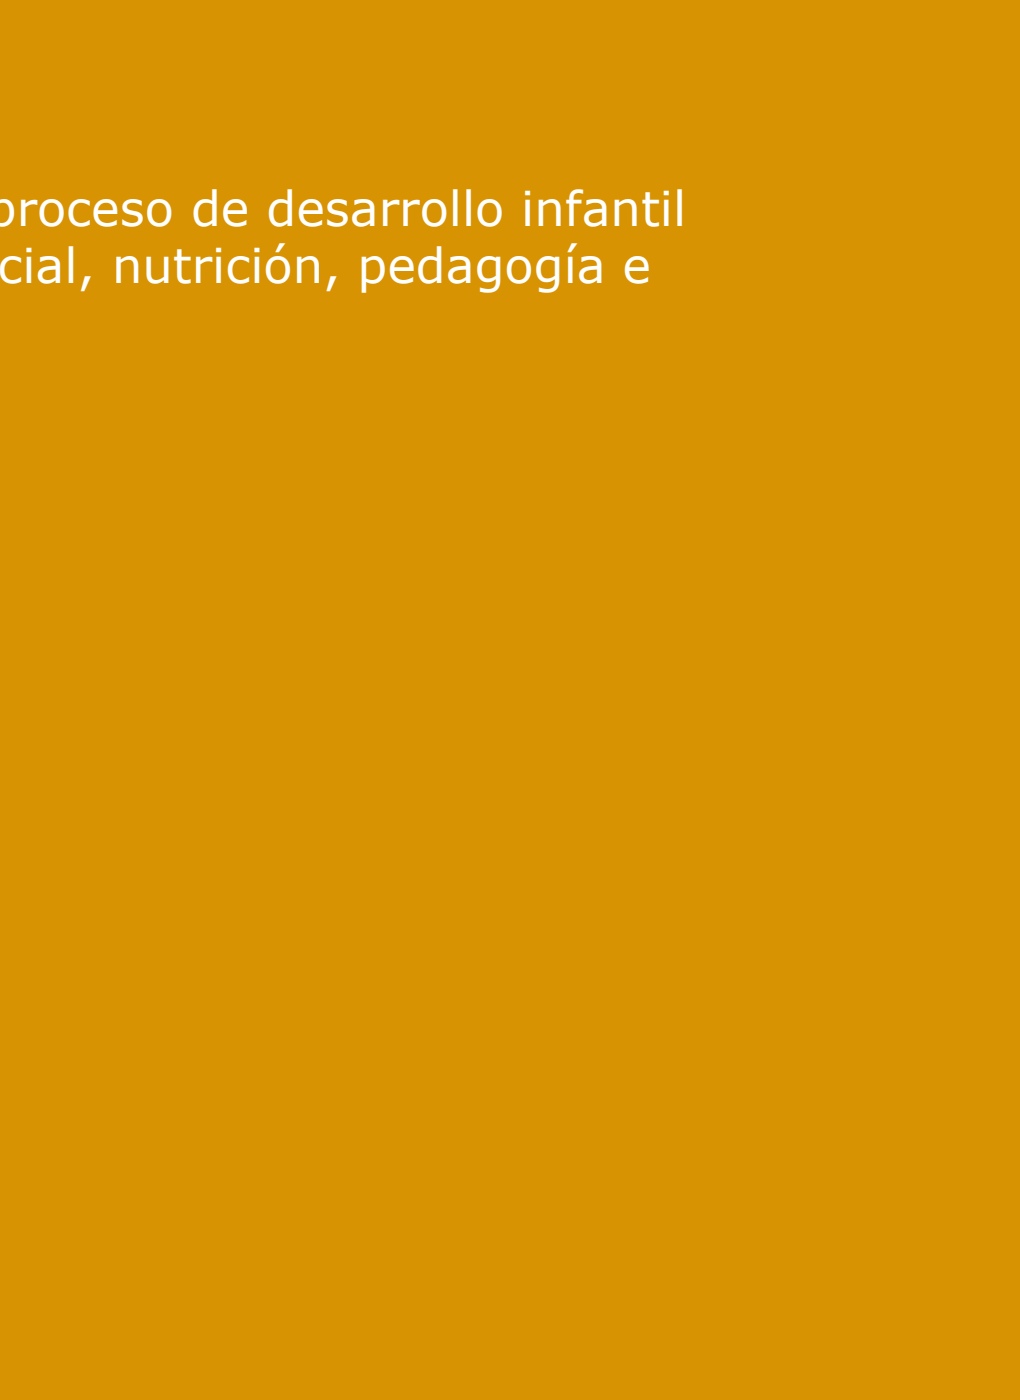 proceso de desarrollo infantil
cial, nutrición, pedagogía e